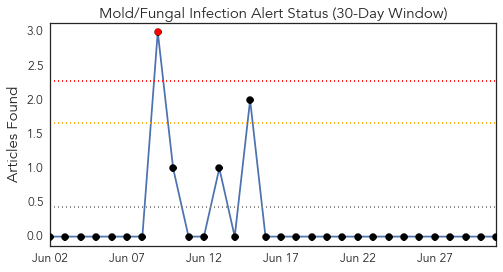 Mold/Fungal Infection Alert Status (30-Day Window)
Articles Found
3.0
2.5
2.0
1.5
1.0
0.5
0.0
Jun 02 Jun 07 Jun 12 Jun 17 Jun 22 Jun 27